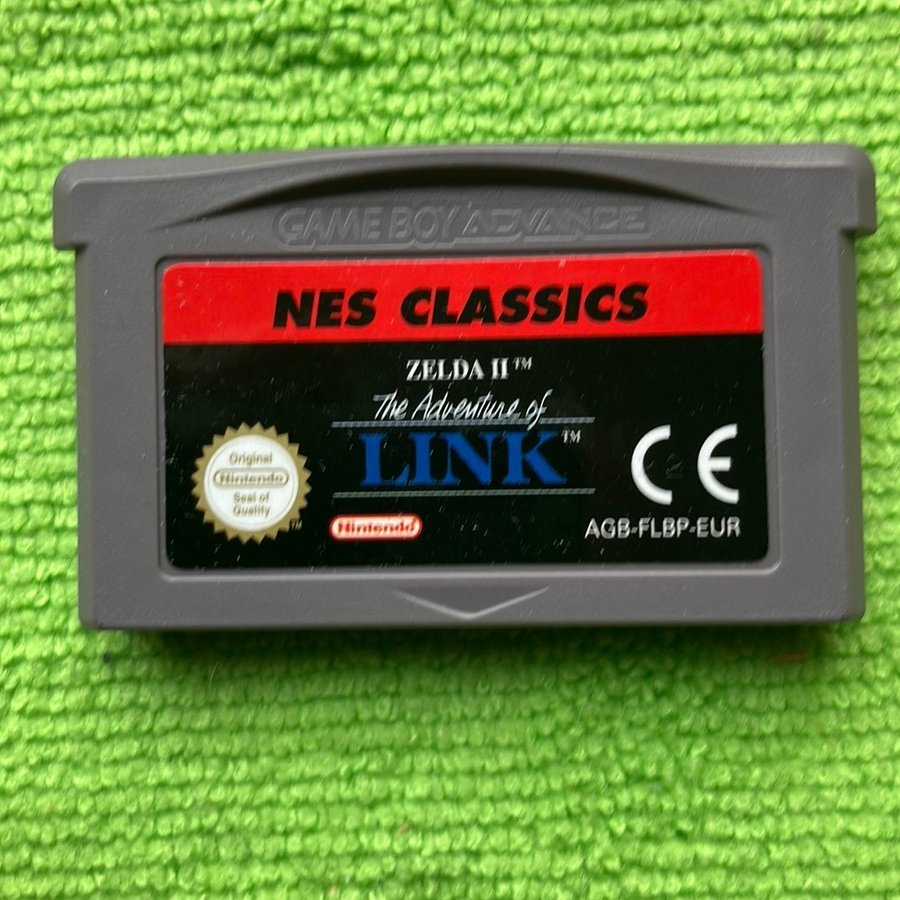 GAME BOY ADVANCE
NES CLASSICS
ZELDA II™
The Adventure of
LINK™
Original
Nintendo
Seal of
Quality
TM
Nintendo
CE
AGB-FLBP-EUR